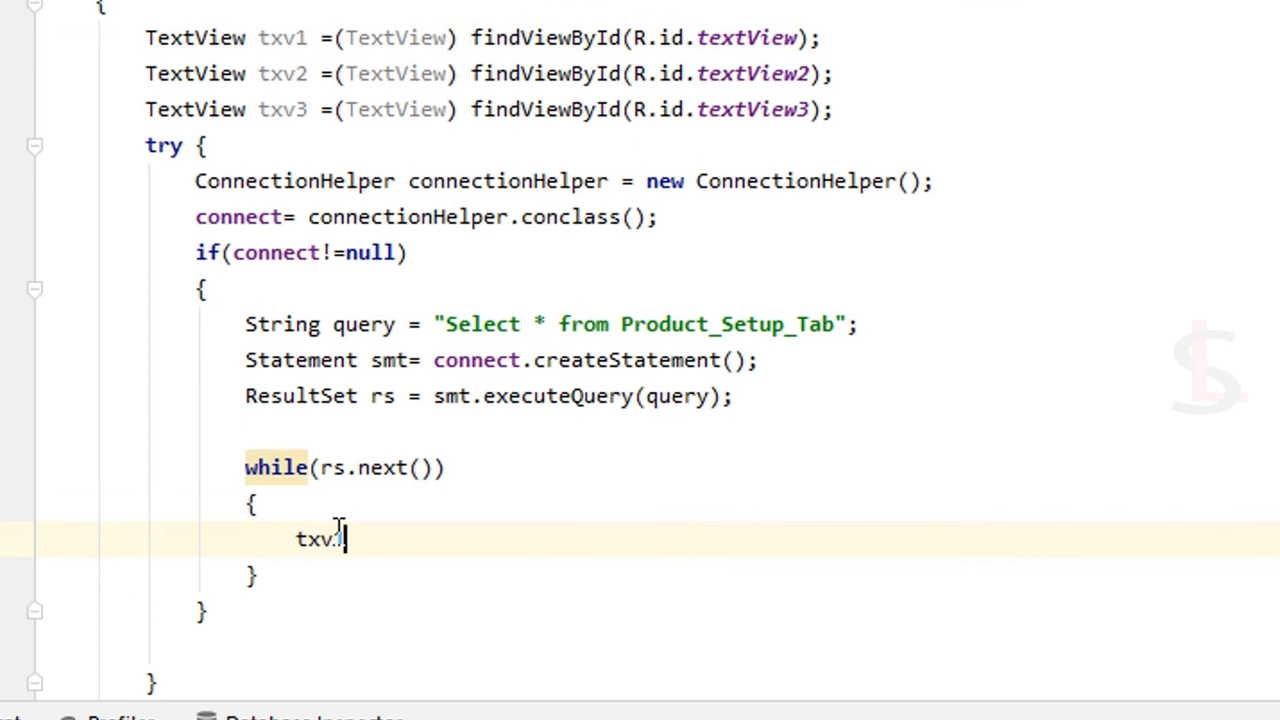 {
TextView txv1 =(TextView) findViewById(R.id.textView);
TextView txv2 =(TextView) findViewById(R.id.textView2);
TextView txv3 =(TextView) findViewById(R.id.textView3);
try {
ConnectionHelper connectionHelper = new ConnectionHelper();
connect= connectionHelper.conclass();
if(connect!=null)
{
String query = "Select * from Product_Setup_Tab";
Statement smt= connect.createStatement();
ResultSet rs = smt.executeQuery(query);
while(rs.next())
{
txv
}
}
}
Profiler
Database Inspector